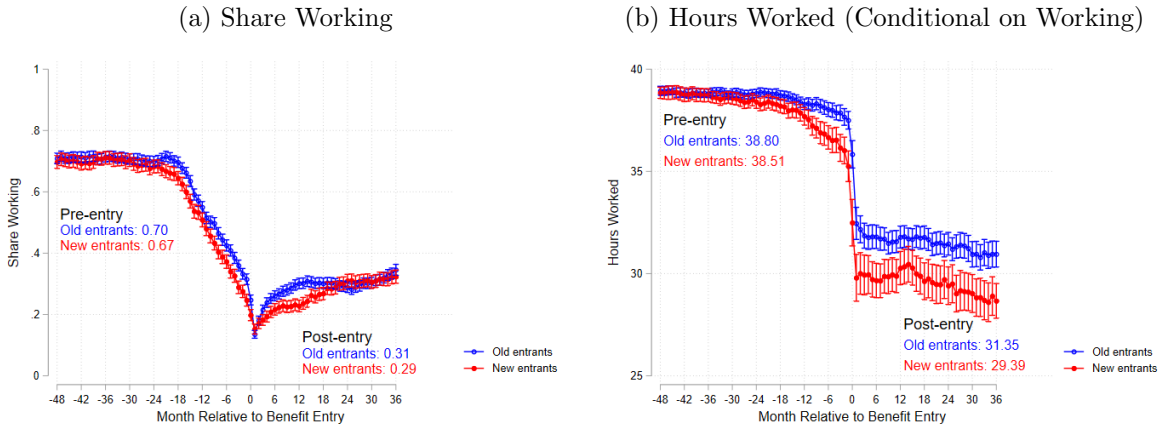 (a) Share Working
(b) Hours Worked (Conditional on Working)
1
.8
.6
.4
.2
0
Share Working
Pre-entry
Old entrants: 0.70
New entrants: 0.67
Post-entry
Old entrants: 0.31
New entrants: 0.29
-48 -42 -36 -30 -24 -18 -12 -6 0 6 12 18 24 30 36
Month Relative to Benefit Entry
Old entrants
New entrants
40
35
30
25
Hours Worked
Pre-entry
Old entrants: 38.80
New entrants: 38.51
Post-entry
Old entrants: 31.35
New entrants: 29.39
-48 -42 -36 -30 -24 -18 -12 -6 0 6 12 18 24 30 36
Month Relative to Benefit Entry
Old entrants
New entrants